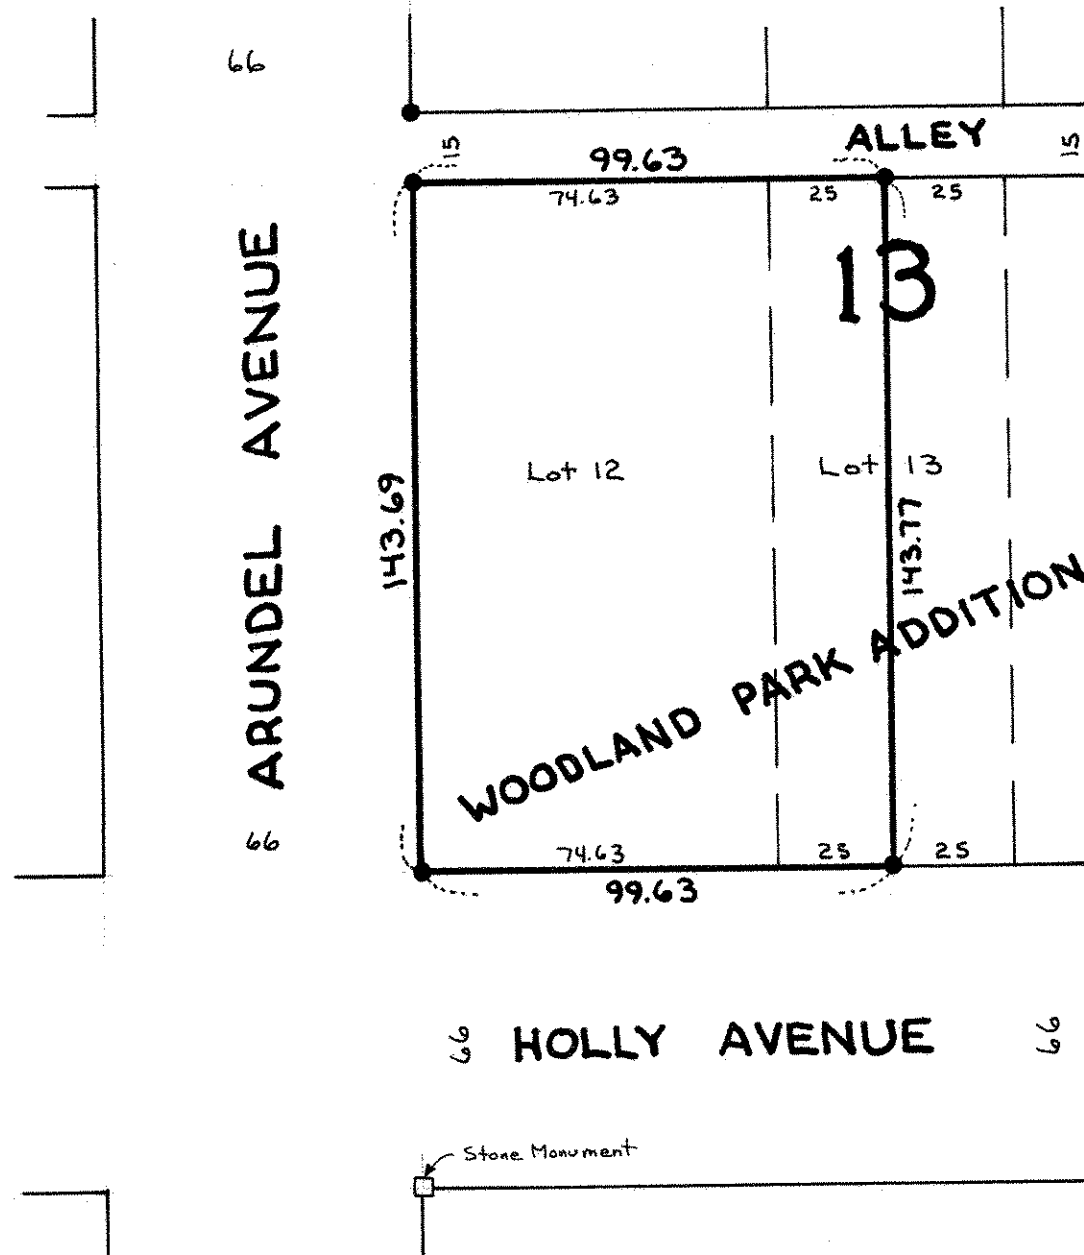 66
15
ALLEY
15
99.63
74.63
25
25
13
ARUNDEL AVENUE
Lot 12
Lot 13
143.69
143.77
WOODLAND PARK ADDITION
66
74.63
25
25
99.63
66
HOLLY AVENUE
66
Stone Monument